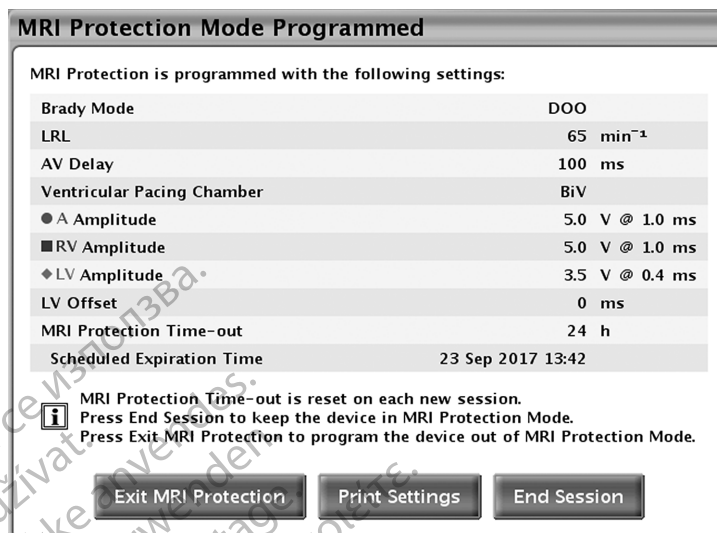 MRI Protection Mode Programmed
MRI Protection is programmed with the following settings:
Brady Mode DOO
LRL 65 min⁻¹
AV Delay 100 ms
Ventricular Pacing Chamber BiV
A Amplitude 5.0 V @ 1.0 ms
RV Amplitude 5.0 V @ 1.0 ms
LV Amplitude 3.5 V @ 0.4 ms
LV Offset 0 ms
MRI Protection Time-out 24 h
Scheduled Expiration Time 23 Sep 2017 13:42
MRI Protection Time-out is reset on each new session.
i Press End Session to keep the device in MRI Protection Mode.
Press Exit MRI Protection to program the device out of MRI Protection Mode.
Exit MRI Protection Print Settings End Session
се използва.